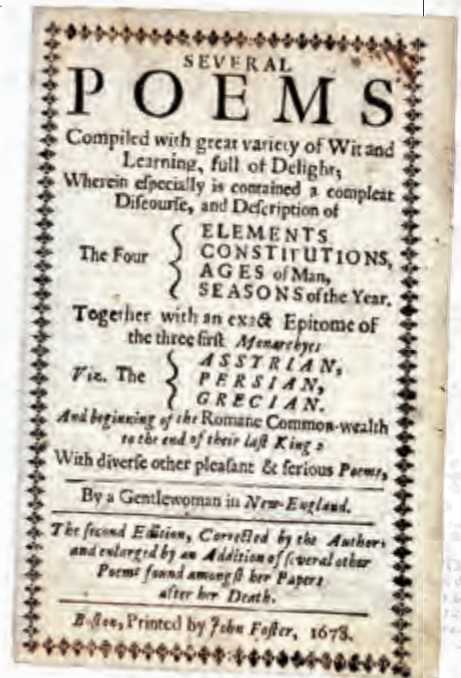 SEVERAL
POEMS
Compiled with great variety of Wit and
Learning, full of Delight,
Wherein eſpecially is contained a compleat
Diſcourſe, and Deſcription of
The Four
ELEMENTS
CONSTITUTIONS,
AGES of Man,
SEASONS of the Year.
Together with an exact Epitome of
the three firſt Monarchyes
Viz. The
ASSYRIAN,
PERSIAN,
GRECIAN.
And beginning of the Romane Common-wealth
to the end of their laſt King:
With diverſe other pleaſant & ſerious Poems,
By a Gentlewoman in New-England.
The ſecond Edition, Corrected by the Author,
and enlarged by an Addition of ſeveral other
Poems found amongſt her Papers
after her Death.
Boſton, Printed by John Foſter, 1678.